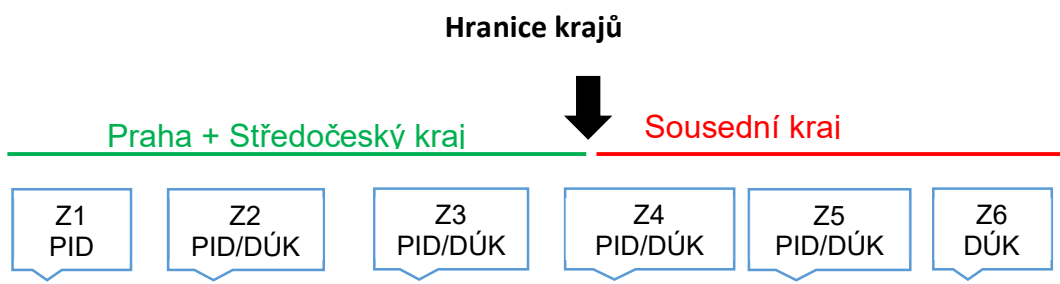 Hranice krajů
Praha + Středočeský kraj
Sousední kraj
Z1
PID
Z2
PID/DÚK
Z3
PID/DÚK
Z4
PID/DÚK
Z5
PID/DÚK
Z6
DÚK